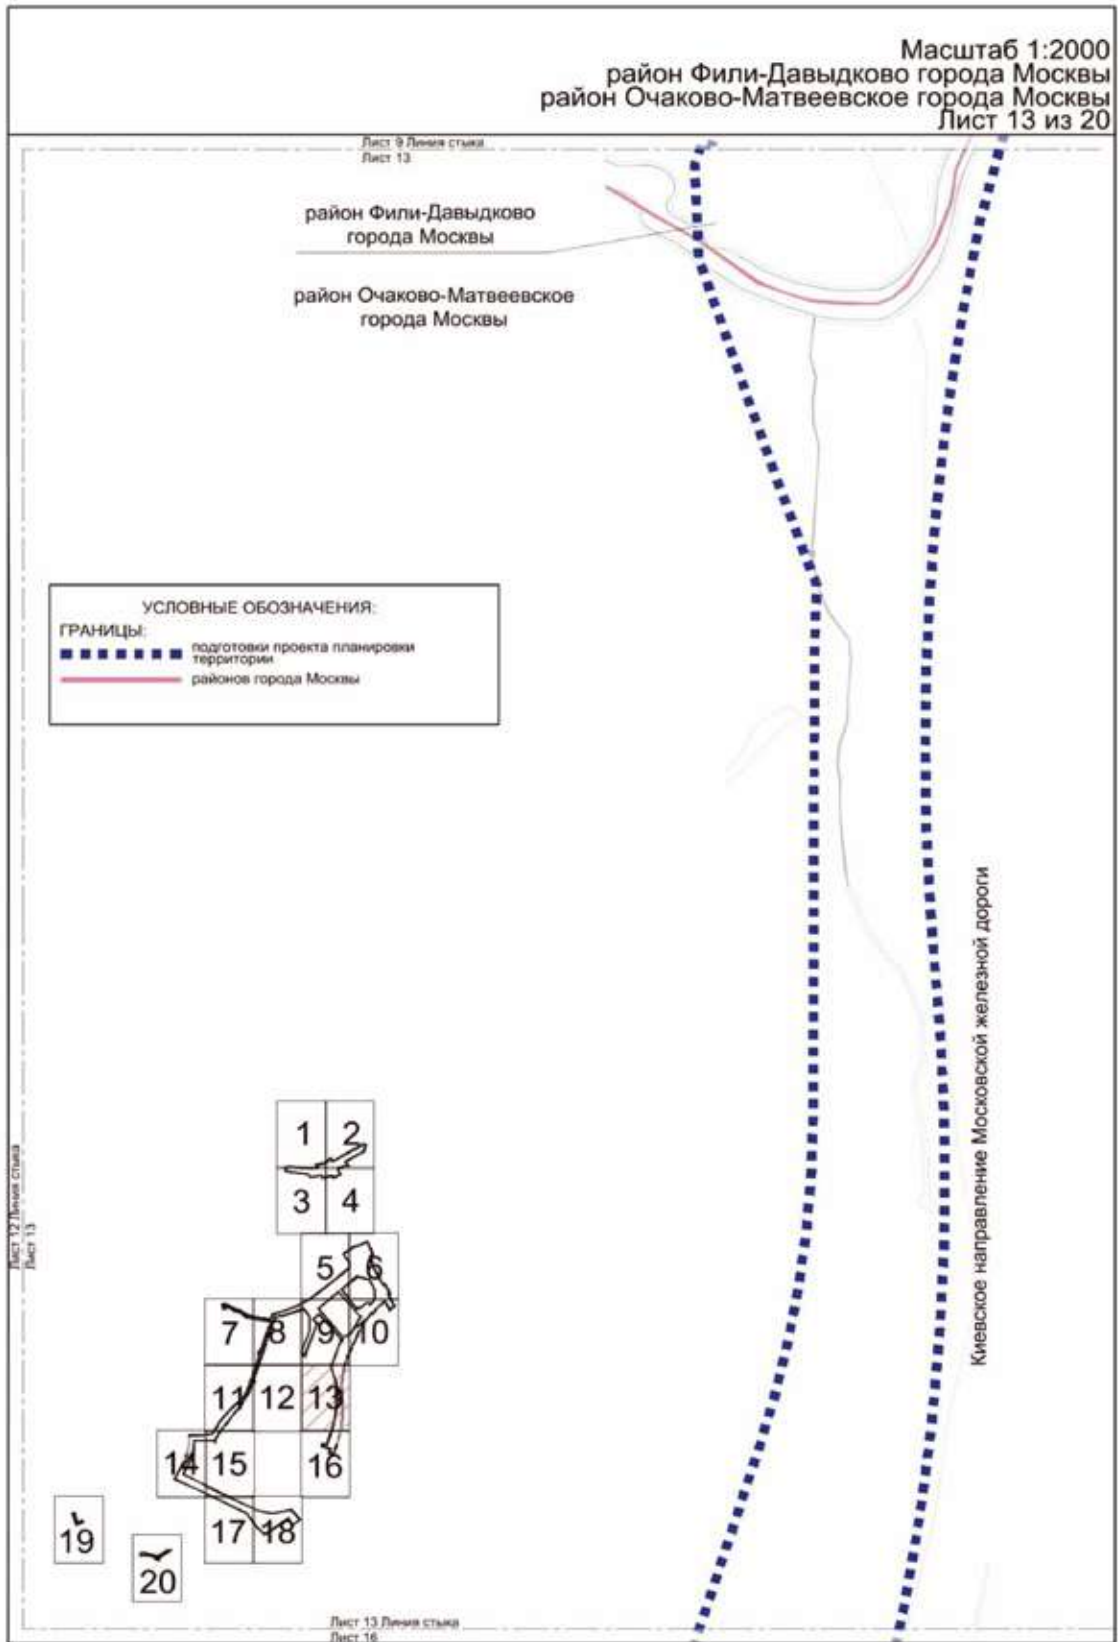 Масштаб 1:2000
район Фили-Давыдково города Москвы
район Очаково-Матвеевское города Москвы
Лист 13 из 20
Лист 9 Линия стыка
Лист 13
район Фили-Давыдково
города Москвы
район Очаково-Матвеевское
города Москвы
УСЛОВНЫЕ ОБОЗНАЧЕНИЯ:
ГРАНИЦЫ:
подготовки проекта планировки
территории
районов города Москвы
Киевское направление Московской железной дороги
Лист 12 Линия стыка
Лист 13
1 2
3 4
5 6
7 8 9 10
11 12 13
14 15 16
17 18
19
20
Лист 13 Линия стыка
Лист 16